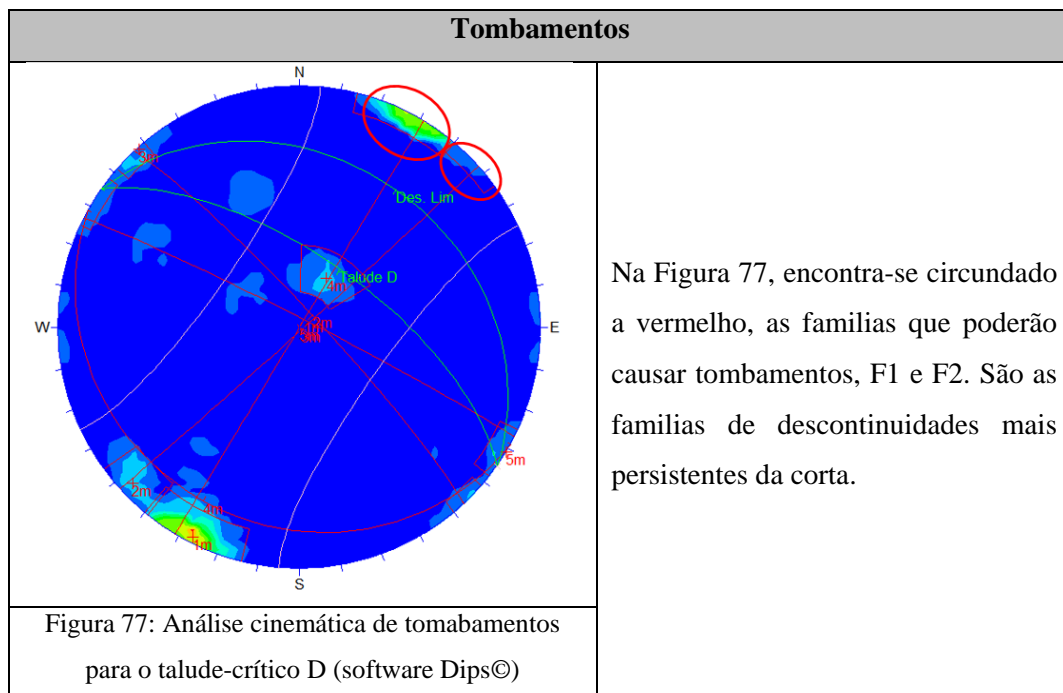 Tombamentos
N
3m
Des. Lim
Talude D
4m
W
E
2m
5m
2m
4m
1m
S
Na Figura 77, encontra-se circundado
a vermelho, as familias que poderão
causar tombamentos, F1 e F2. São as
familias de descontinuidades mais
persistentes da corta.
Figura 77: Análise cinemática de tomabamentos
para o talude-crítico D (software Dips©)